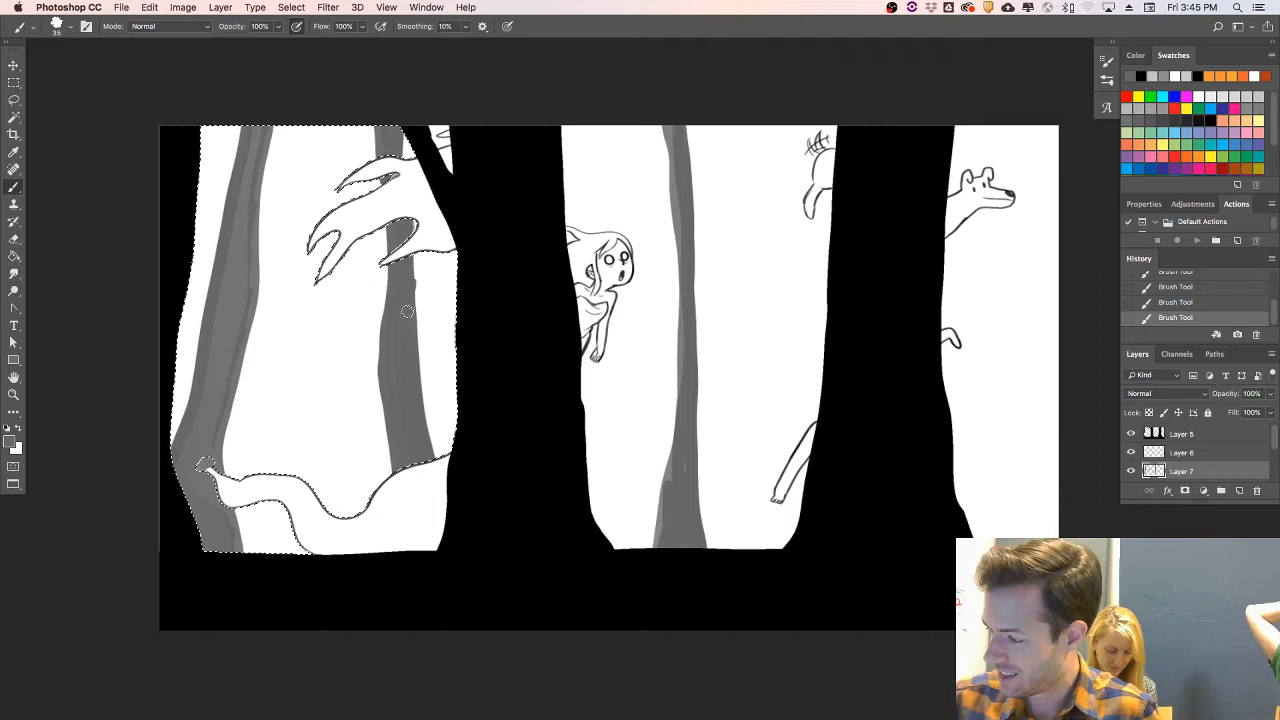 Photoshop CC File Edit Image Layer Type Select Filter 3D View Window Help Fri 3:45 PM
35 Mode: Normal Opacity: 100% Flow: 100% Smoothing: 10%
Color Swatches
Properties Adjustments Actions
Default Actions
History
Brush Tool
Brush Tool
Brush Tool
Brush Tool
Layers Channels Paths
Kind
Normal Opacity: 100%
Lock: Fill: 100%
Layer 5
Layer 6
Layer 7